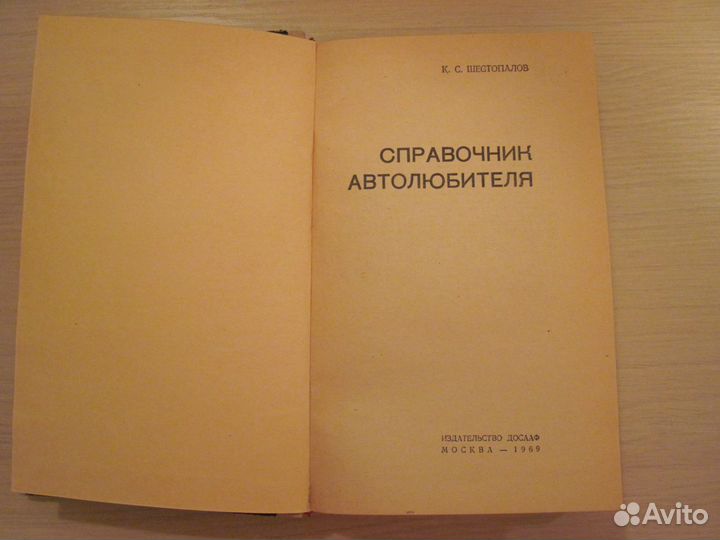 К. С. ШЕСТОПАЛОВ
СПРАВОЧНИК
АВТОЛЮБИТЕЛЯ
ИЗДАТЕЛЬСТВО ДОСААФ
МОСКВА — 1969
Avito